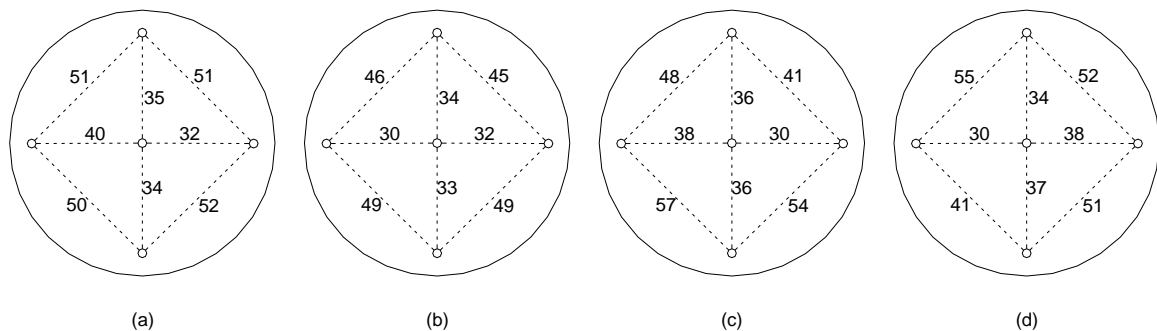 51 51 46 45 48 41 55 52
35 34 36 34
40 32 30 32 38 30 30 38
34 33 36 37
50 52 49 49 57 54 41 51
(a) (b) (c) (d)